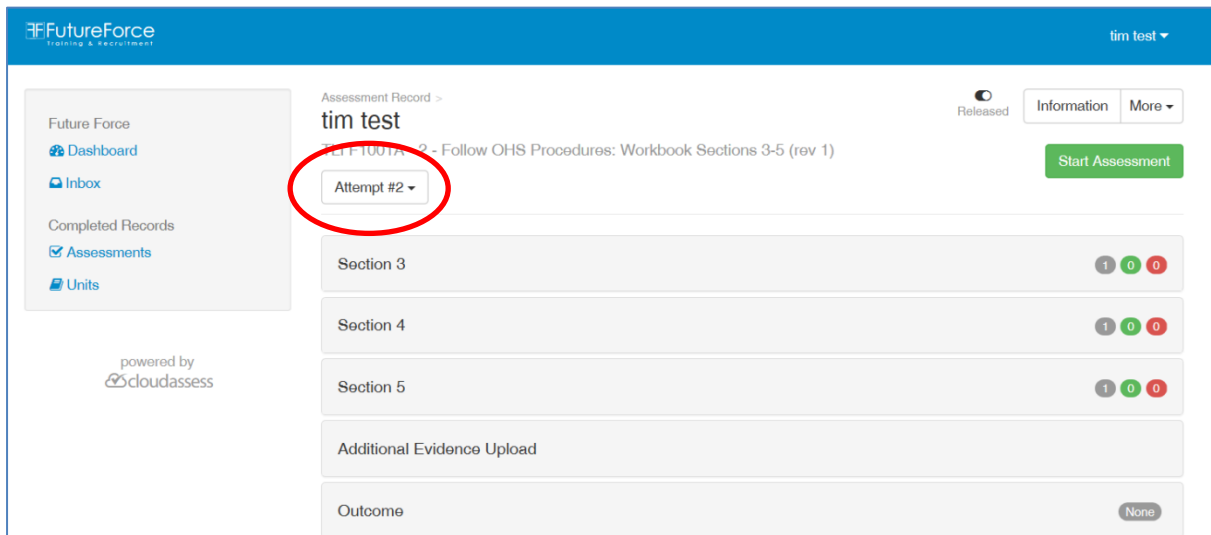 FutureForce
Training & Recruitment
tim test
Future Force
Dashboard
Inbox
Completed Records
Assessments
Units
powered by
cloudassess
Assessment Record >
tim test
TLIF1001A - 2 - Follow OHS Procedures: Workbook Sections 3-5 (rev 1)
Attempt #2
Released
Information More
Start Assessment
Section 3 1 0 0
Section 4 1 0 0
Section 5 1 0 0
Additional Evidence Upload
Outcome None